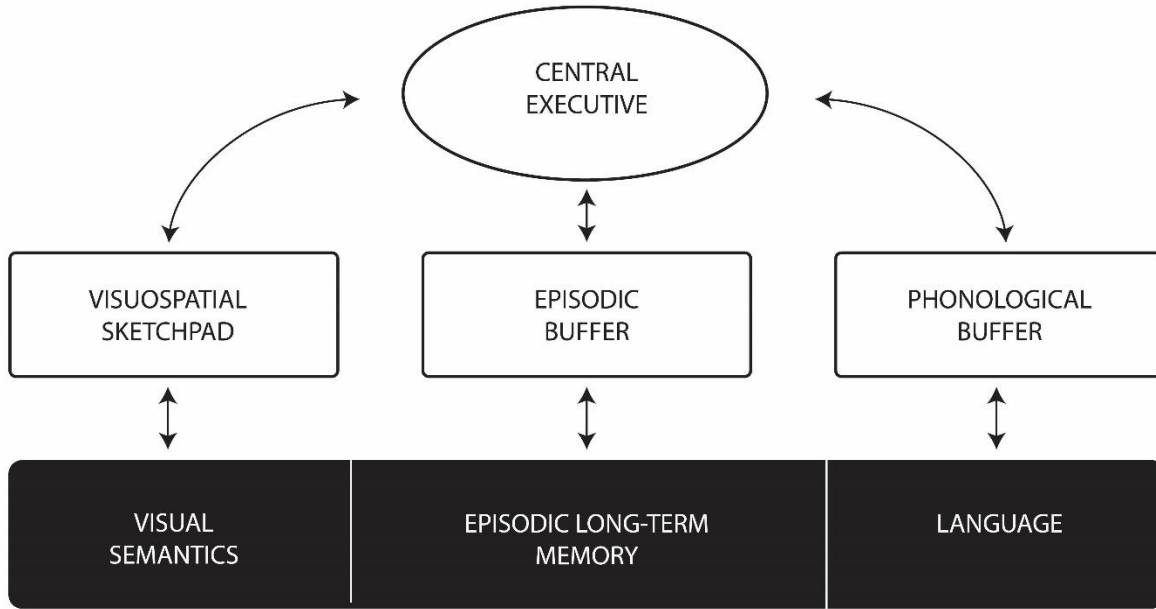 CENTRAL
EXECUTIVE
VISUOSPATIAL
SKETCHPAD
EPISODIC
BUFFER
PHONOLOGICAL
BUFFER
VISUAL
SEMANTICS
EPISODIC LONG-TERM
MEMORY
LANGUAGE